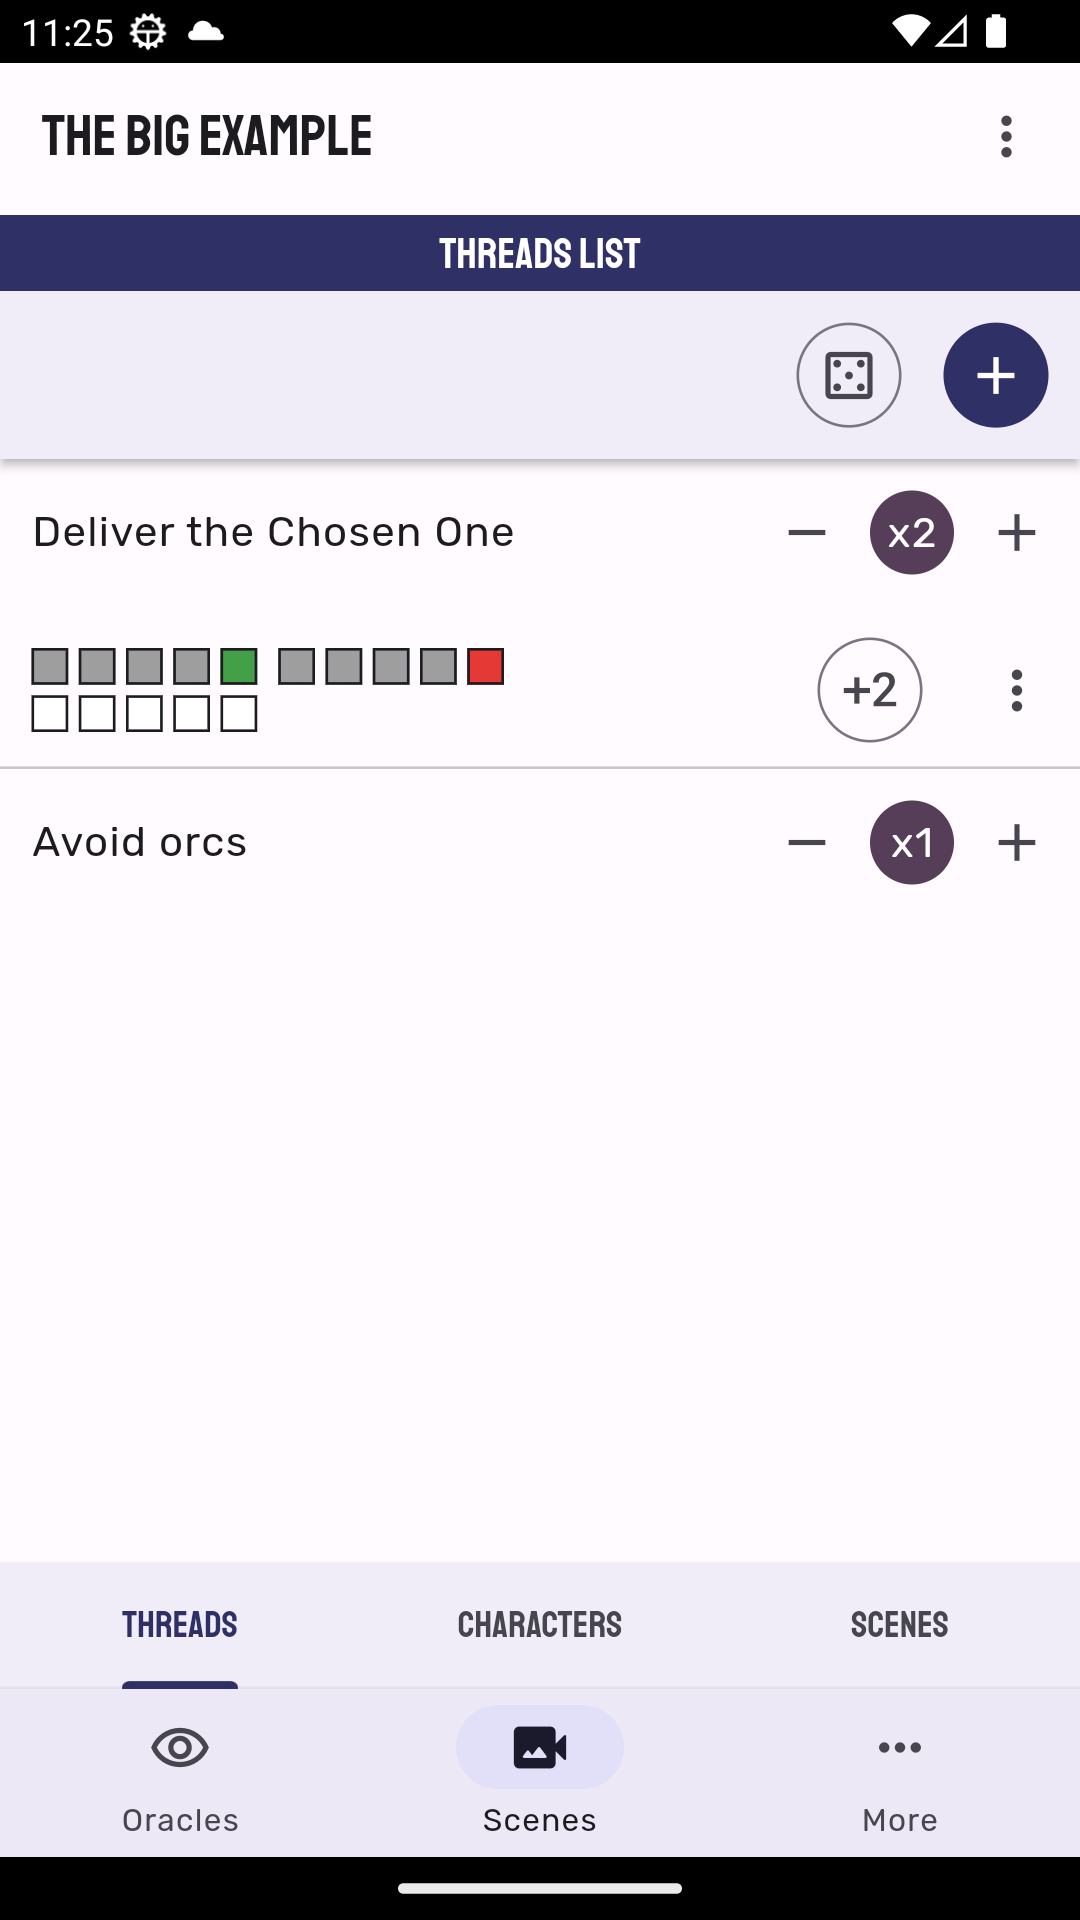 11:25
THE BIG EXAMPLE
THREADS LIST
Deliver the Chosen One
x2
+2
Avoid orcs
x1
THREADS CHARACTERS SCENES
Oracles Scenes More